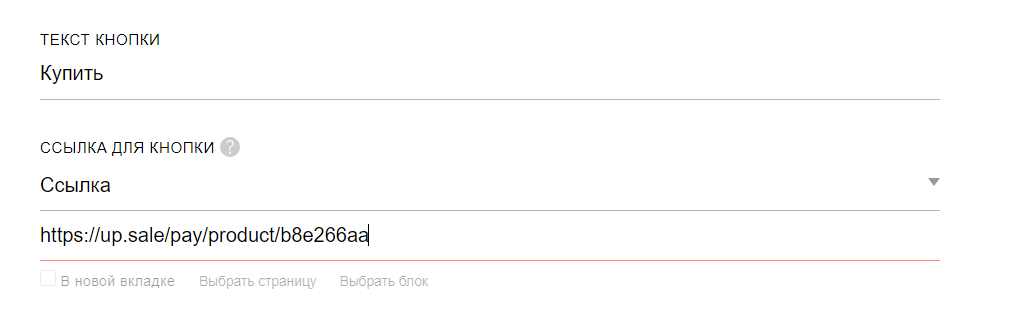 ТЕКСТ КНОПКИ
Купить
ССЫЛКА ДЛЯ КНОПКИ ?
Ссылка
https://up.sale/pay/product/b8e266aa
В новой вкладке Выбрать страницу Выбрать блок